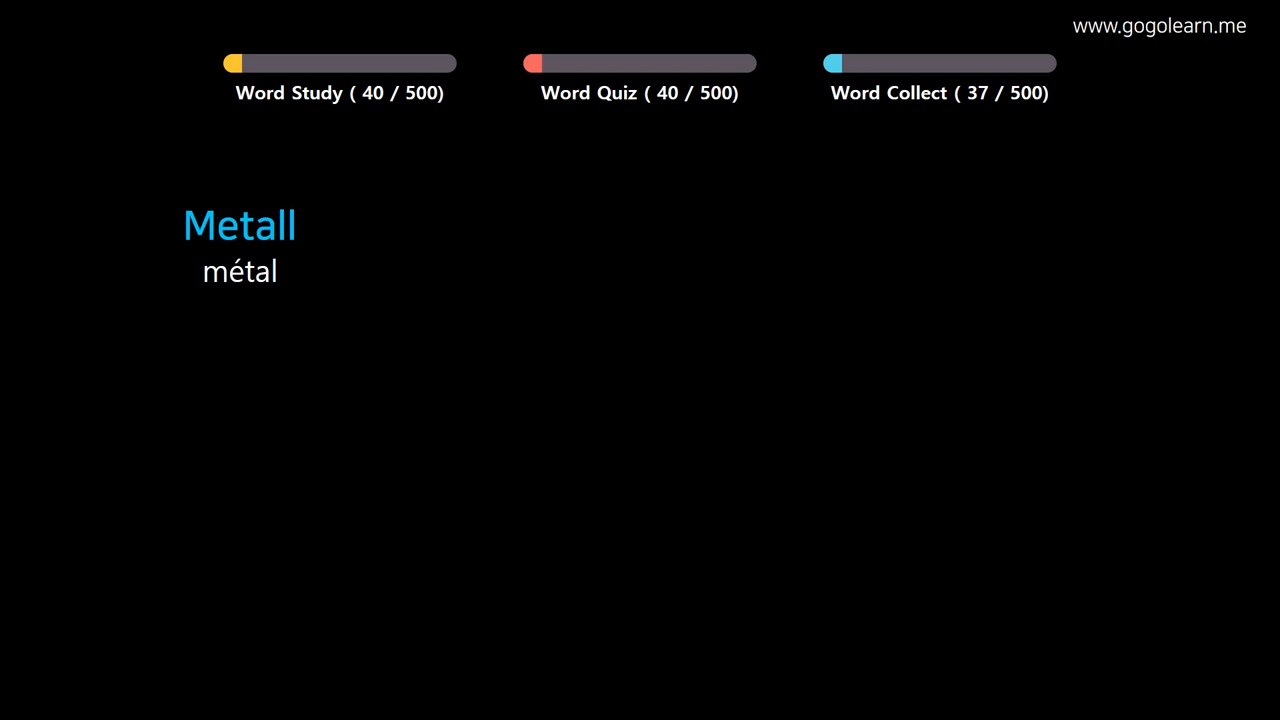 www.gogolearn.me
Word Study ( 40 / 500)
Word Quiz ( 40 / 500)
Word Collect ( 37 / 500)
Metall
métal